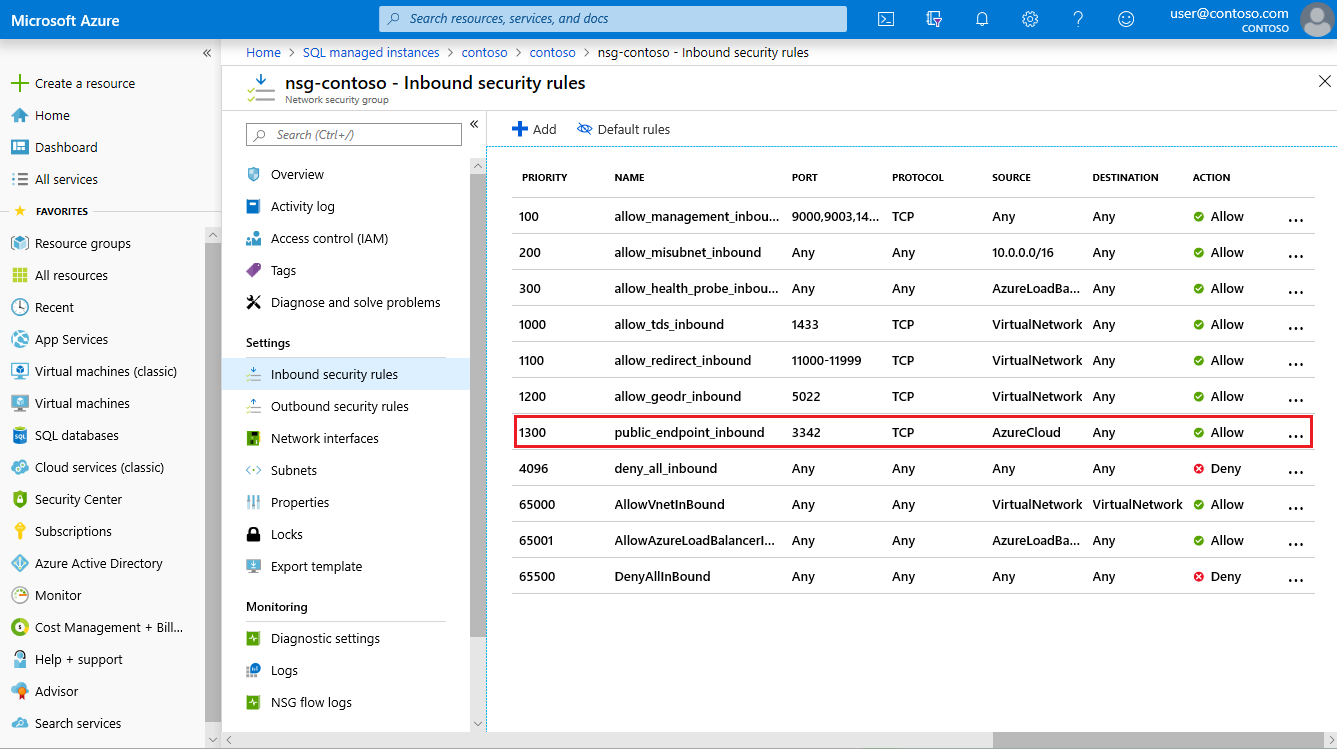 Microsoft Azure
Search resources, services, and docs
user@contoso.com
CONTOSO
Home > SQL managed instances > contoso > contoso > nsg-contoso - Inbound security rules
Create a resource
Home
Dashboard
All services
FAVORITES
Resource groups
All resources
Recent
App Services
Virtual machines (classic)
Virtual machines
SQL databases
Cloud services (classic)
Security Center
Subscriptions
Azure Active Directory
Monitor
Cost Management + Bill...
Help + support
Advisor
Search services
nsg-contoso - Inbound security rules
Network security group
Search (Ctrl+/)
Overview
Activity log
Access control (IAM)
Tags
Diagnose and solve problems
Settings
Inbound security rules
Outbound security rules
Network interfaces
Subnets
Properties
Locks
Export template
Monitoring
Diagnostic settings
Logs
NSG flow logs
Add Default rules
PRIORITY NAME PORT PROTOCOL SOURCE DESTINATION ACTION
100 allow_management_inbou... 9000,9003,14... TCP Any Any Allow ...
200 allow_misubnet_inbound Any Any 10.0.0.0/16 Any Allow ...
300 allow_health_probe_inbou... Any Any AzureLoadBa... Any Allow ...
1000 allow_tds_inbound 1433 TCP VirtualNetwork Any Allow ...
1100 allow_redirect_inbound 11000-11999 TCP VirtualNetwork Any Allow ...
1200 allow_geodr_inbound 5022 TCP VirtualNetwork Any Allow ...
1300 public_endpoint_inbound 3342 TCP AzureCloud Any Allow ...
4096 deny_all_inbound Any Any Any Any Deny ...
65000 AllowVnetInBound Any Any VirtualNetwork VirtualNetwork Allow ...
65001 AllowAzureLoadBalancerI... Any Any AzureLoadBa... Any Allow ...
65500 DenyAllInBound Any Any Any Any Deny ...